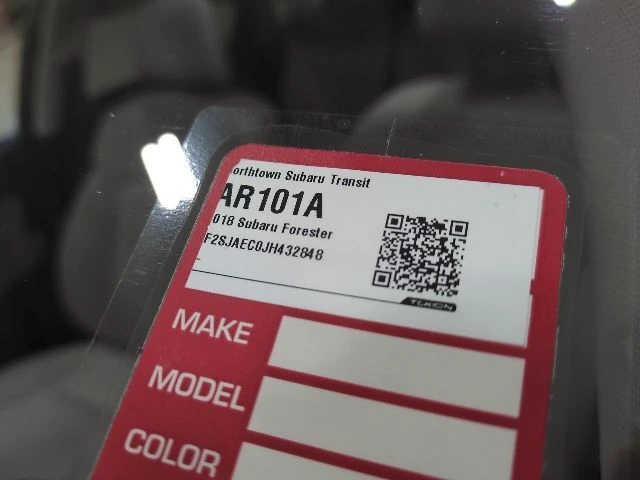 orthtown Subaru Transit
AR101A
018 Subaru Forester
F2SJAEC0JH432848
TEKION
MAKE
MODEL
COLOR